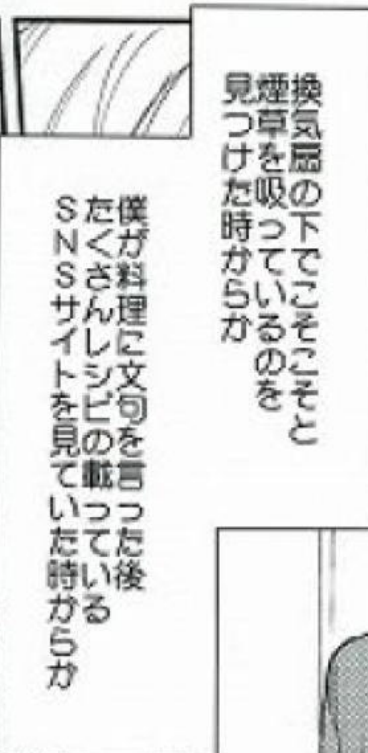 換気扇の下でこそこそと
煙草を吸っているのを
見つけた時からか
僕が料理に文句を言った後
たくさんレシピの載っている
SNSサイトを見ていた時からか